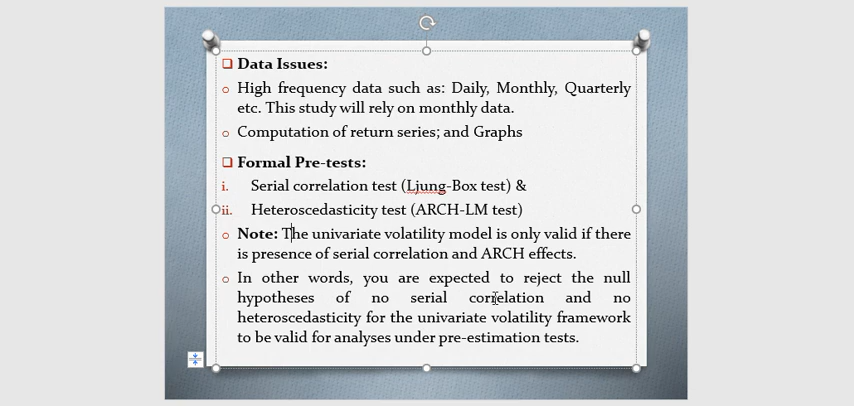 Data Issues:
High frequency data such as: Daily, Monthly, Quarterly
etc. This study will rely on monthly data.
Computation of return series; and Graphs
Formal Pre-tests:
i. Serial correlation test (Ljung-Box test) &
ii. Heteroscedasticity test (ARCH-LM test)
Note: The univariate volatility model is only valid if there
is presence of serial correlation and ARCH effects.
In other words, you are expected to reject the null
hypotheses of no serial correlation and no
heteroscedasticity for the univariate volatility framework
to be valid for analyses under pre-estimation tests.